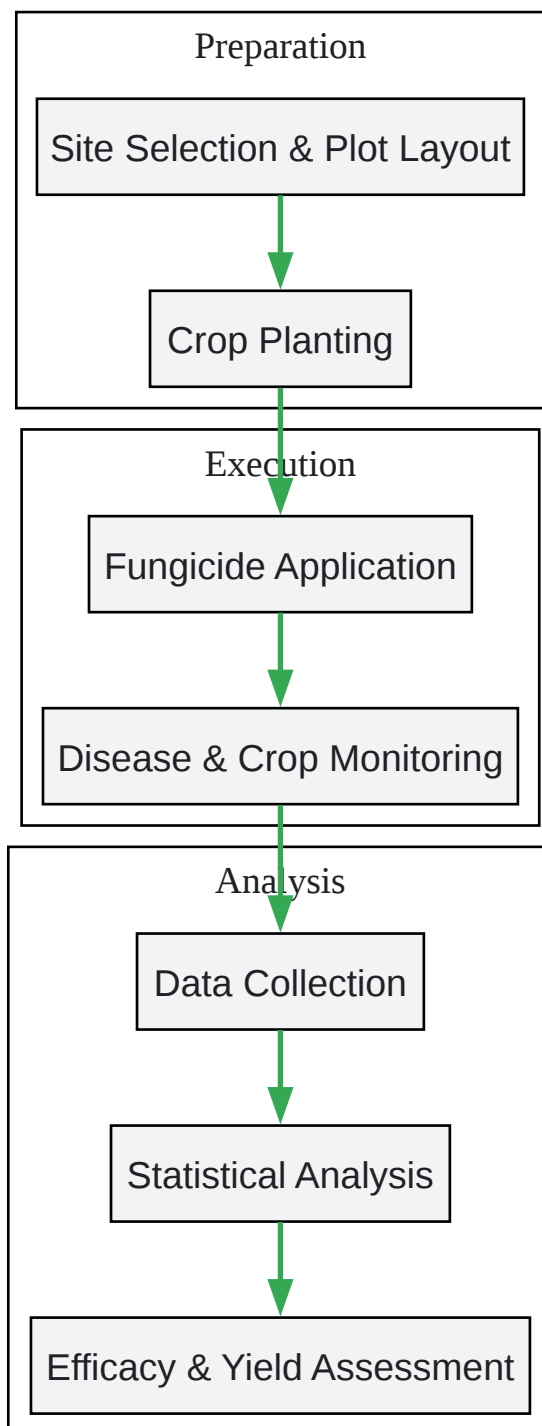 Preparation
Site Selection & Plot Layout
Crop Planting
Execution
Fungicide Application
Disease & Crop Monitoring
Analysis
Data Collection
Statistical Analysis
Efficacy & Yield Assessment